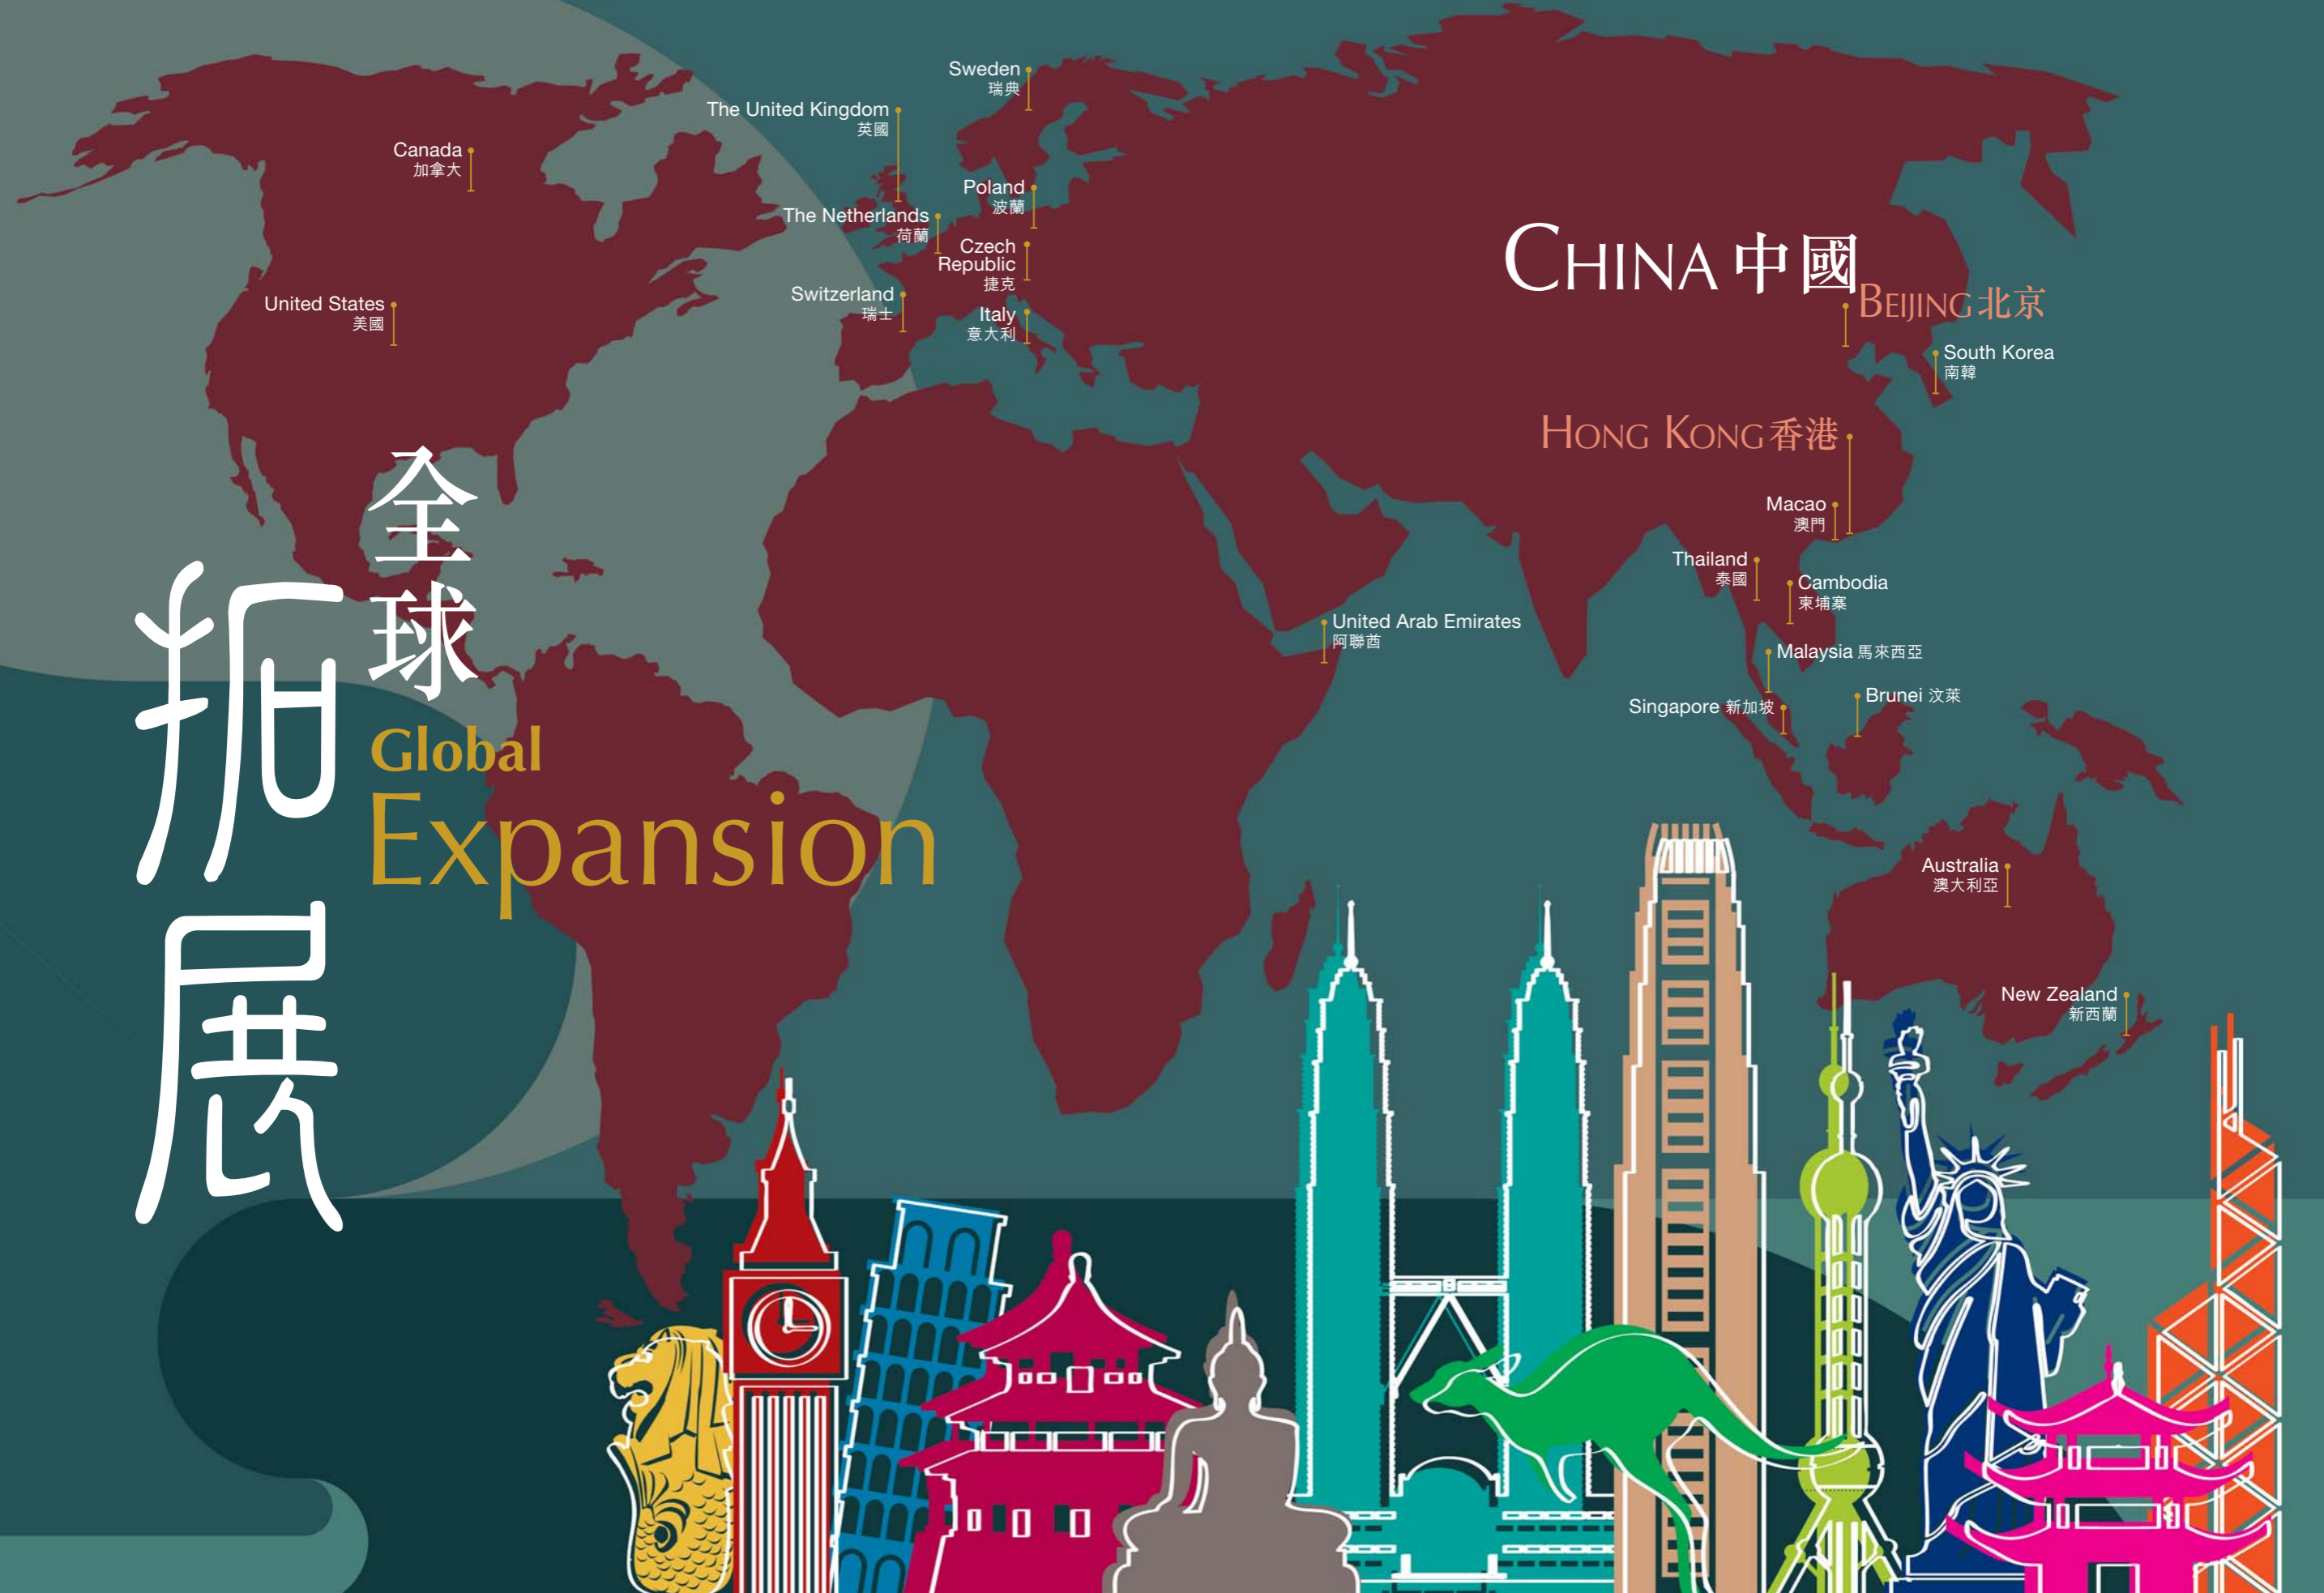 全球
拓展
Global
Expansion
Canada
加拿大
United States
美國
Sweden
瑞典
The United Kingdom
英國
Poland
波蘭
The Netherlands
荷蘭
Czech
Republic
捷克
Switzerland
瑞士
Italy
意大利
CHINA 中國
BEIJING 北京
South Korea
南韓
HONG KONG 香港
Macao
澳門
Thailand
泰國
Cambodia
柬埔寨
United Arab Emirates
阿聯酋
Malaysia 馬來西亞
Brunei 汶萊
Singapore 新加坡
Australia
澳大利亞
New Zealand
新西蘭